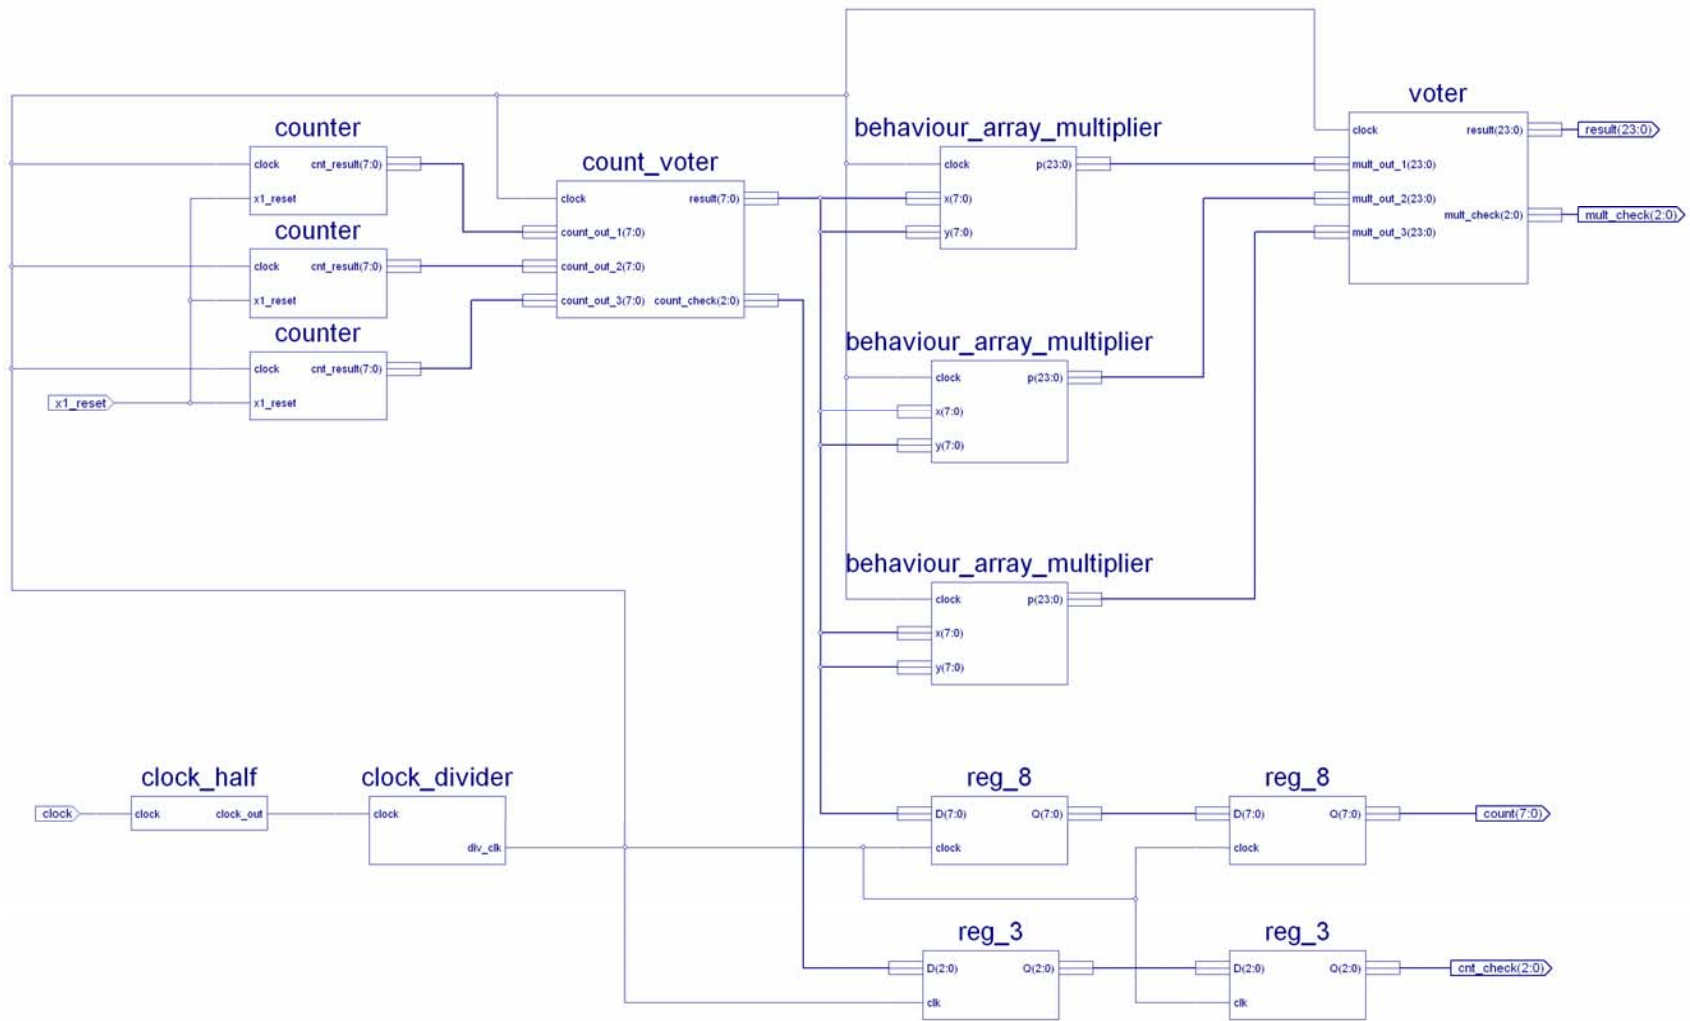 voter
clock
result(23:0)
result(23:0)
mult_out_1(23:0)
mult_out_2(23:0)
mult_check(2:0)
mult_check(2:0)
mult_out_3(23:0)
counter
clock
cnt_result(7:0)
x1_reset
counter
clock
cnt_result(7:0)
x1_reset
counter
clock
cnt_result(7:0)
x1_reset
x1_reset
count_voter
clock
result(7:0)
count_out_1(7:0)
count_out_2(7:0)
count_out_3(7:0)
count_check(2:0)
behaviour_array_multiplier
clock
p(23:0)
x(7:0)
y(7:0)
behaviour_array_multiplier
clock
p(23:0)
x(7:0)
y(7:0)
behaviour_array_multiplier
clock
p(23:0)
x(7:0)
y(7:0)
clock_half
clock
clock
clock_out
clock_divider
clock
div_clk
reg_8
D(7:0)
Q(7:0)
clock
reg_8
D(7:0)
Q(7:0)
clock
count(7:0)
reg_3
D(2:0)
Q(2:0)
clk
reg_3
D(2:0)
Q(2:0)
clk
cnt_check(2:0)